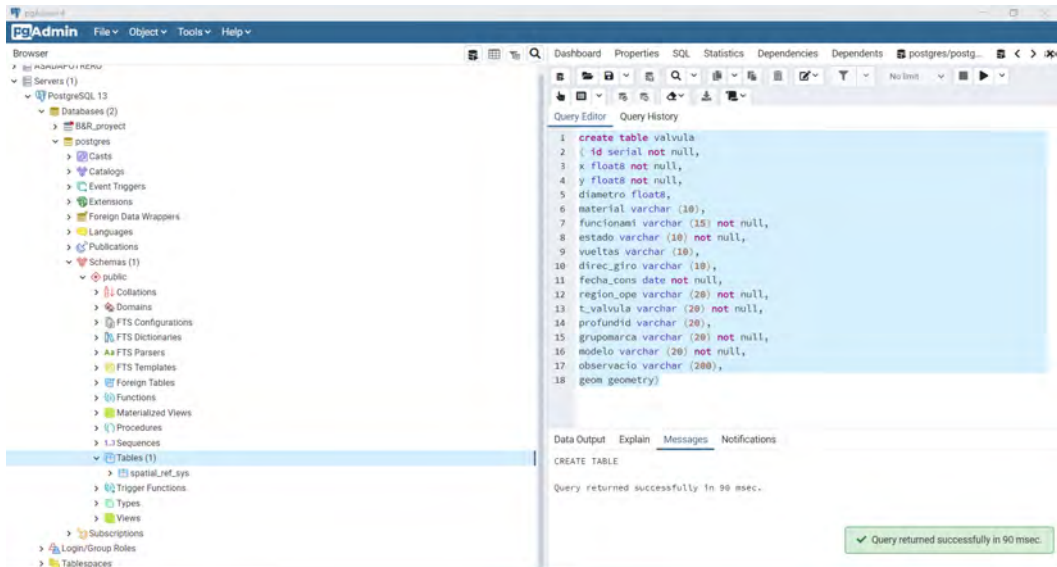 pgAdmin 4
pgAdmin File Object Tools Help
Browser
Dashboard Properties SQL Statistics Dependencies Dependents postgres/postg...
Servers (1)
PostgreSQL 13
Databases (2)
B&R_proyect
postgres
Casts
Catalogs
Event Triggers
Extensions
Foreign Data Wrappers
Languages
Publications
Schemas (1)
public
Collations
Domains
FTS Configurations
FTS Dictionaries
FTS Parsers
FTS Templates
Foreign Tables
Functions
Materialized Views
Procedures
1..3 Sequences
Tables (1)
spatial_ref_sys
Trigger Functions
Types
Views
Subscriptions
Login/Group Roles
Tablespaces
No limit
Query Editor Query History
1 create table valvula
2 ( id serial not null,
3 x float8 not null,
4 y float8 not null,
5 diametro float8,
6 material varchar (10),
7 funcionami varchar (15) not null,
8 estado varchar (10) not null,
9 vueltas varchar (10),
10 direc_giro varchar (10),
11 fecha_cons date not null,
12 region_ope varchar (20) not null,
13 t_valvula varchar (20) not null,
14 profundid varchar (20),
15 grupomarca varchar (20) not null,
16 modelo varchar (20) not null,
17 observacio varchar (200),
18 geom geometry)
Data Output Explain Messages Notifications
CREATE TABLE
Query returned successfully in 90 msec.
Query returned successfully in 90 msec.